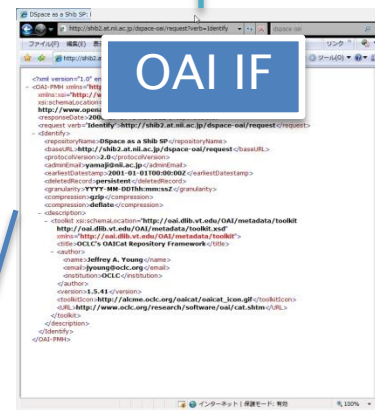 DSpace as a Shib SP:
http://shib2.at.nii.ac.jp/dspace-oai/request?verb=Identify
dspace oai
ファイル(F) 編集(E)
リンク
http://shib2.at
ツール(O)
OAI IF
<?xml version="1.0"
- <OAI-PMH xmlns="http
xmlns:xsi="http://w
xsi:schemaLocation=
http://www.opens
<responseDate>200
<request verb="Identify">http://shib2.at.nii.ac.jp/dspace-oai/request</request>
- <Identify>
<repositoryName>DSpace as a Shib SP</repositoryName>
<baseURL>http://shib2.at.nii.ac.jp/dspace-oai/request</baseURL>
<protocolVersion>2.0</protocolVersion>
<adminEmail>yamaji@nii.ac.jp</adminEmail>
<earliestDatestamp>2001-01-01T00:00:00Z</earliestDatestamp>
<deletedRecord>persistent</deletedRecord>
<granularity>YYYY-MM-DDThh:mm:ssZ</granularity>
<compression>gzip</compression>
<compression>deflate</compression>
- <description>
- <toolkit xsi:schemaLocation="http://oai.dlib.vt.edu/OAI/metadata/toolkit
http://oai.dlib.vt.edu/OAI/metadata/toolkit.xsd"
xmlns="http://oai.dlib.vt.edu/OAI/metadata/toolkit">
<title>OCLC's OAICat Repository Framework</title>
- <author>
<name>Jeffrey A. Young</name>
<email>jyoung@oclc.org</email>
<institution>OCLC</institution>
</author>
<version>1.5.41</version>
<toolkitIcon>http://alcme.oclc.org/oaicat/oaicat_icon.gif</toolkitIcon>
<URL>http://www.oclc.org/research/software/oai/cat.shtm</URL>
</toolkit>
</description>
</Identify>
</OAI-PMH>
インターネット | 保護モード: 有効
100%